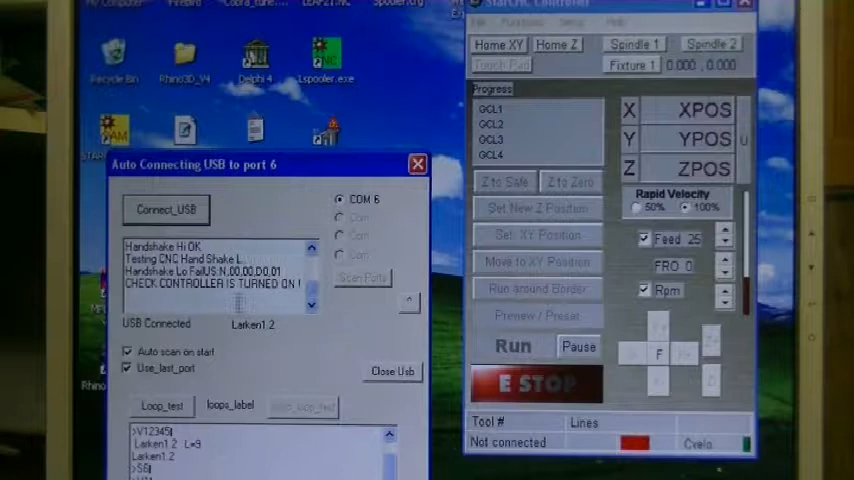 My Computer
Firebird
Spooler.cfg
Recycle Bin
Rhino3D_V4
Delphi 4
Lspooler.exe
Auto Connecting USB to port 6
Connect_USB
COM 6
Com
Com
Com
Scan Ports
Handshake Hi OK
Testing CNC Hand Shake L.
Handshake Lo FailUS N,00,00,D0,01
CHECK CONTROLLER IS TURNED ON !
^
USB Connected
Larken1.2
Auto scan on start
Use_last_port
Close Usb
Loop_test
loops_label
>V12345
Larken1.2 L=9
Larken1.2
>S6
StarCNC Controller
Help
Home XY
Home Z
Spindle 1
Spindle 2
Touch Pad
Fixture 1
0.000 , 0.000
Progress
GCL1
GCL2
GCL3
GCL4
X XPOS
Y YPOS
Z ZPOS
U
Z to Safe
Z to Zero
Rapid Velocity
50%
100%
Set New Z Position
Set XY Position
Feed 25
Move to XY Position
FRO 0
Run around Border
Rpm
Preview / Preset
Run
Pause
F
E STOP
Tool #
Lines
Not connected
Cvelo